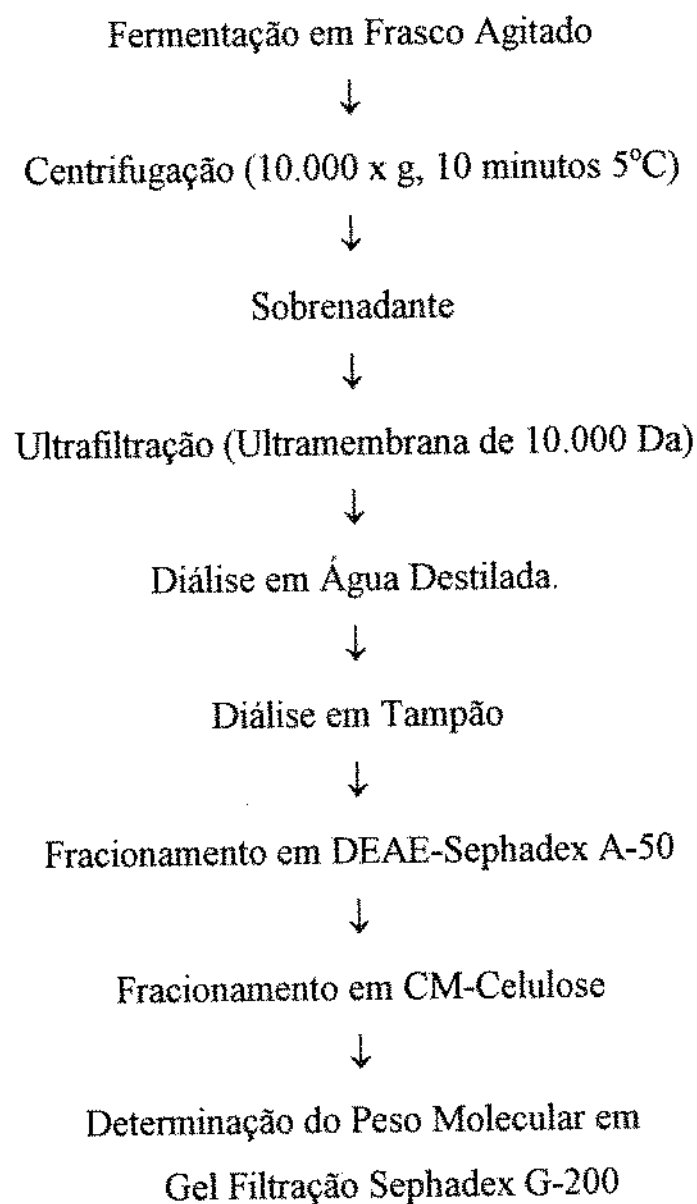 Fermentação em Frasco Agitado
↓
Centrifugação (10.000 x g, 10 minutos 5ºC)
↓
Sobrenadante
↓
Ultrafiltração (Ultramembrana de 10.000 Da)
↓
Diálise em Água Destilada.
↓
Diálise em Tampão
↓
Fracionamento em DEAE-Sephadex A-50
↓
Fracionamento em CM-Celulose
↓
Determinação do Peso Molecular em
Gel Filtração Sephadex G-200